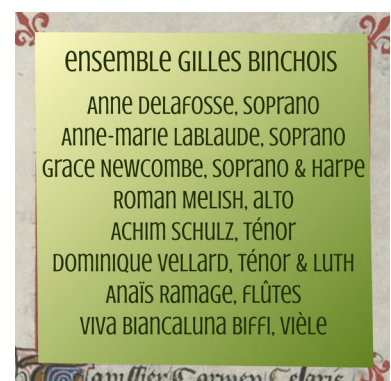 ensemble Gilles Binchois
Anne Delafosse, soprano
Anne-Marie Lablaude, soprano
Grace Newcombe, soprano & harpe
Roman Melish, alto
Achim Schulz, ténor
Dominique Vellard, ténor & luth
Anaïs Ramage, flûtes
Viva Biancaluna Biffi, vièle